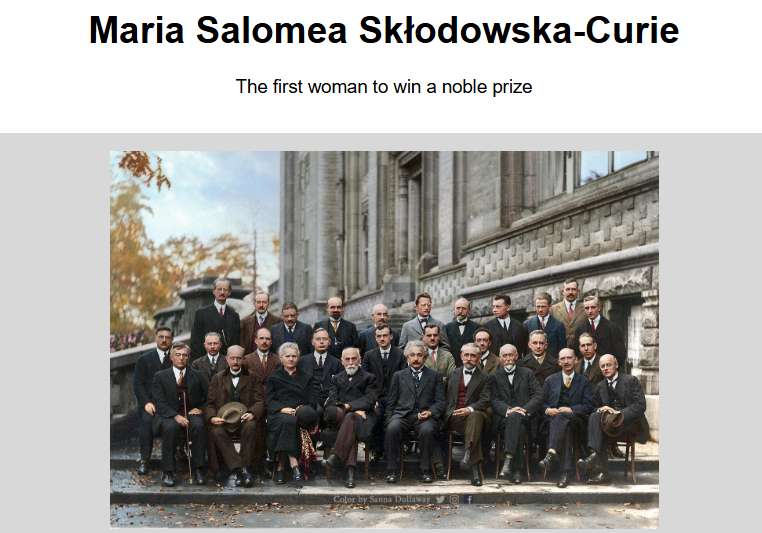 Maria Salomea Skłodowska-Curie
The first woman to win a noble prize
Color by Sanna Dullaway